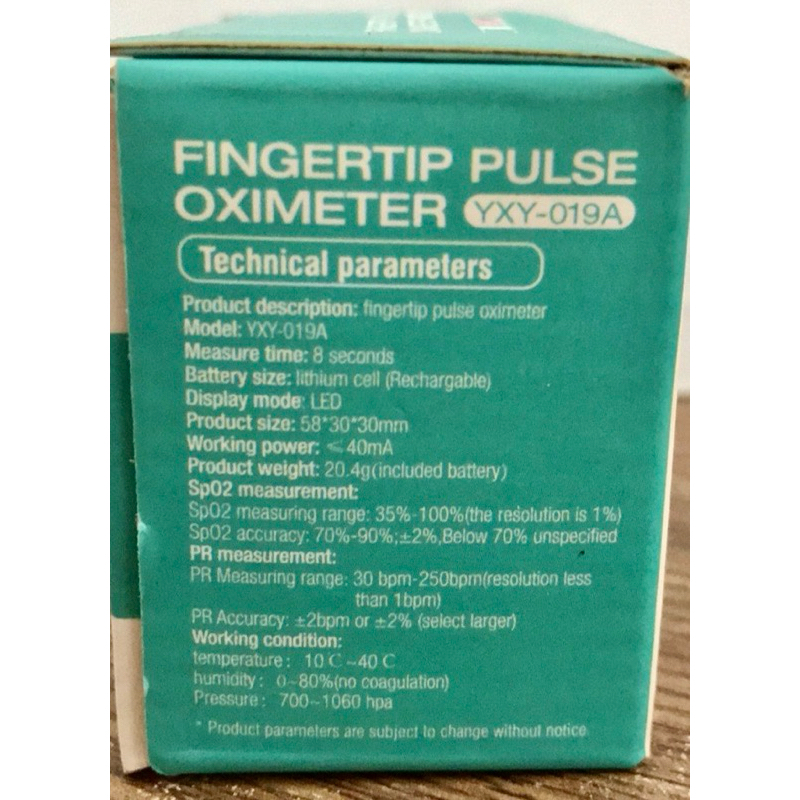 FINGERTIP PULSE
OXIMETER YXY-019A
Technical parameters
Product description: fingertip pulse oximeter
Model: YXY-019A
Measure time: 8 seconds
Battery size: lithium cell (Rechargable)
Display mode: LED
Product size: 58*30*30mm
Working power: ≤40mA
Product weight: 20.4g(included battery)
SpO2 measurement:
SpO2 measuring range: 35%-100%(the resolution is 1%)
SpO2 accuracy: 70%-90%;±2%,Below 70% unspecified
PR measurement:
PR Measuring range: 30 bpm-250bpm(resolution less
than 1bpm)
PR Accuracy: ±2bpm or ±2% (select larger)
Working condition:
temperature: 10℃~40℃
humidity: 0~80%(no coagulation)
Pressure: 700~1060 hpa
* Product parameters are subject to change without notice